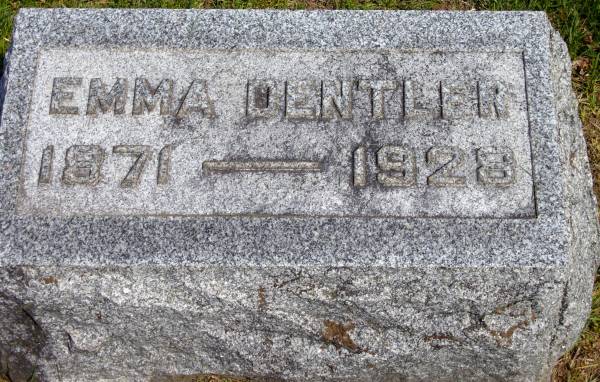 EMMA DENTLER
1871 — 1928